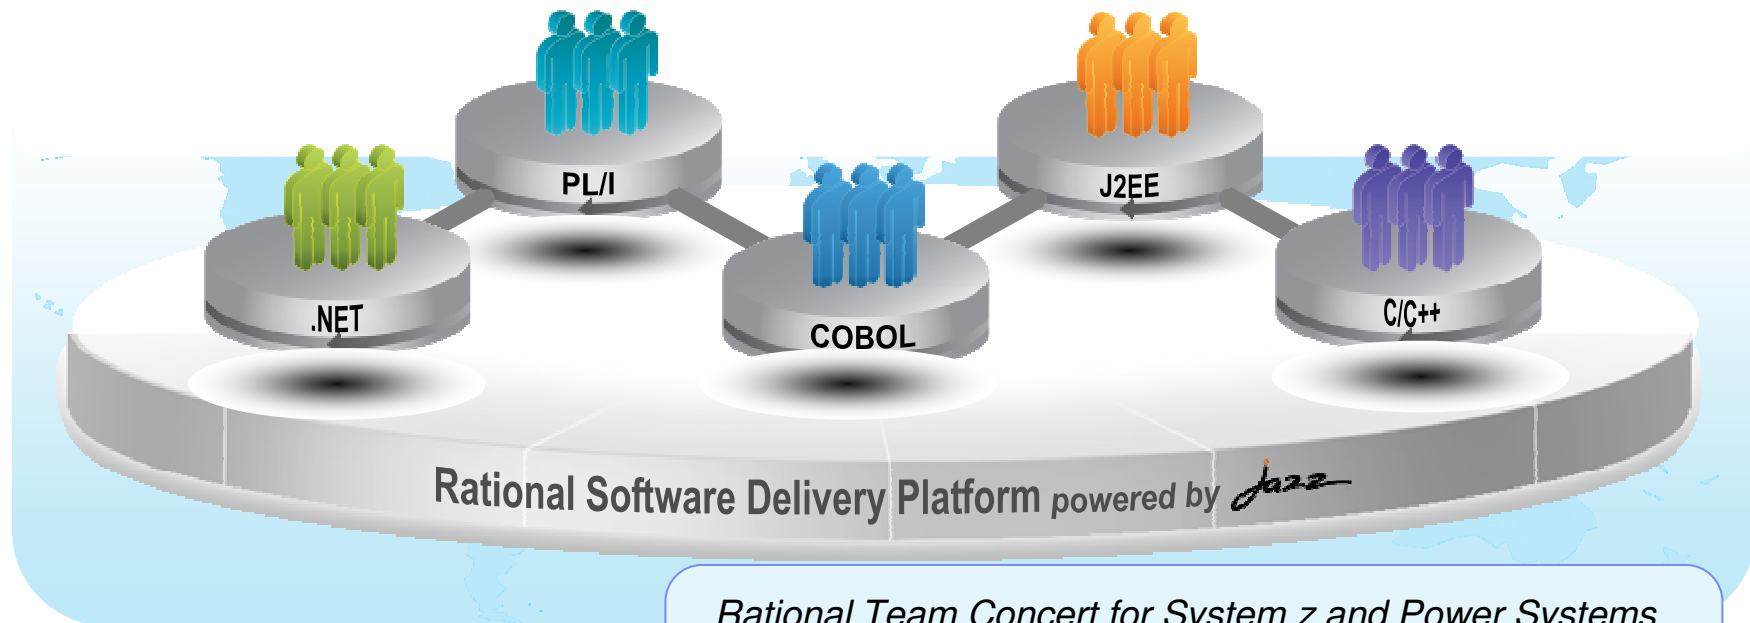 PL/I
J2EE
.NET
COBOL
C/C++
Rational Software Delivery Platform powered by Jazz
Rational Team Concert for System z and Power Systems